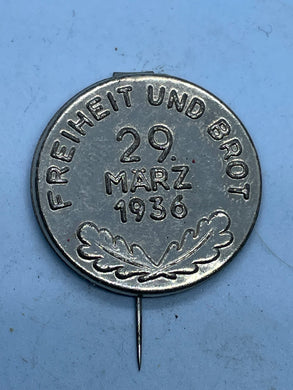 FREIHEIT UND BROT
29.
MÄRZ
1936